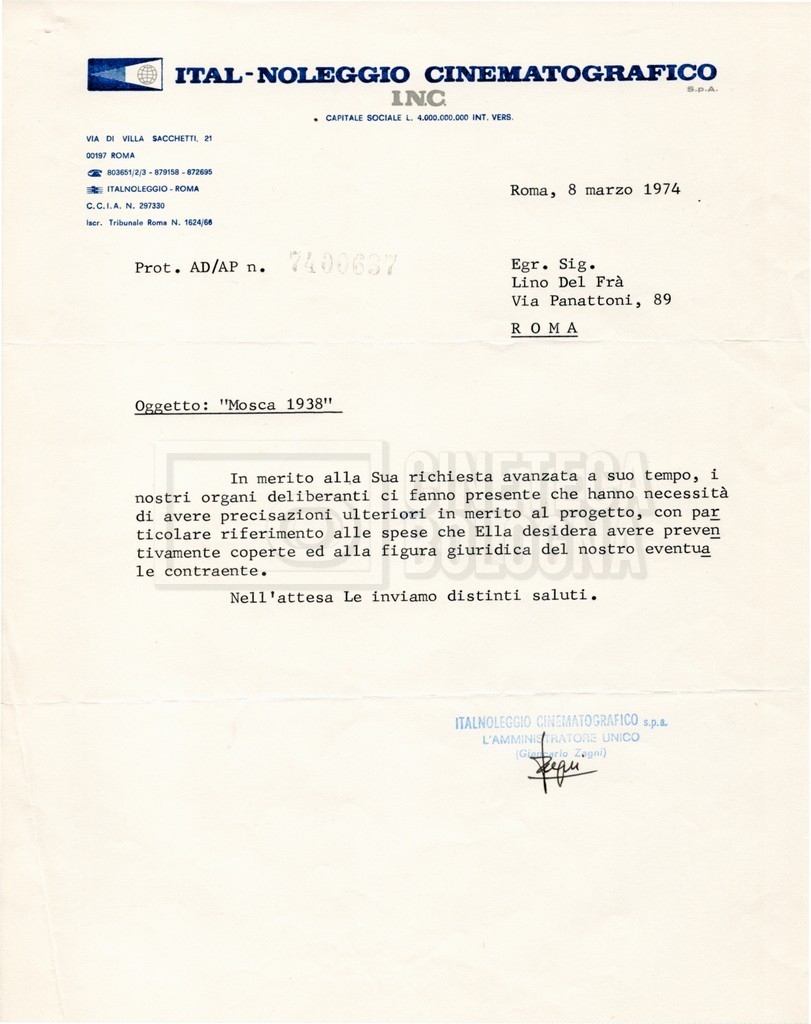 ITAL-NOLEGGIO CINEMATOGRAFICO
S.p.A.
INC
CAPITALE SOCIALE L. 4.000.000.000 INT. VERS.
VIA DI VILLA SACCHETTI, 21
00197 ROMA
803651/2/3 - 879158 - 872695
ITALNOLEGGIO - ROMA
C.C.I.A. N. 297330
Iscr. Tribunale Roma N. 1624/66
Roma, 8 marzo 1974
Prot. AD/AP n. 7400637
Egr. Sig.
Lino Del Frà
Via Panattoni, 89
R O M A
Oggetto: "Mosca 1938"
In merito alla Sua richiesta avanzata a suo tempo, i
nostri organi deliberanti ci fanno presente che hanno necessità
di avere precisazioni ulteriori in merito al progetto, con par
ticolare riferimento alle spese che Ella desidera avere preven
tivamente coperte ed alla figura giuridica del nostro eventua
le contraente.
Nell'attesa Le inviamo distinti saluti.
CINETECA
BOLOGNA
ITALNOLEGGIO CINEMATOGRAFICO s.p.a.
L'AMMINISTRATORE UNICO
(Giancarlo Zagni)
Zagni